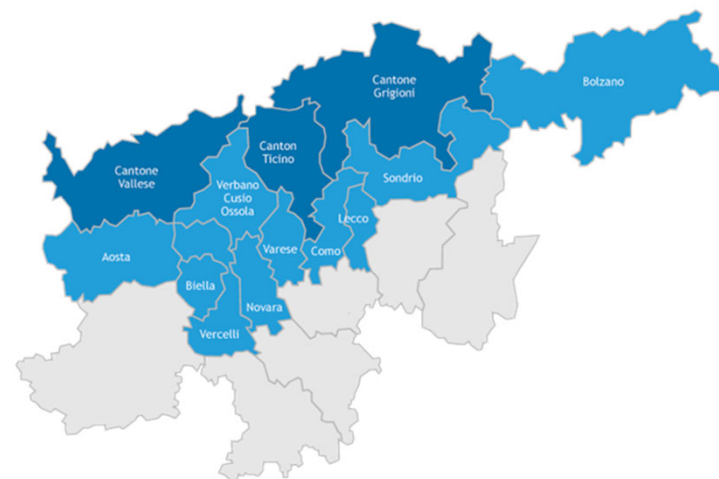 Cantone
Grigioni
Bolzano
Canton
Ticino
Cantone
Vallese
Sondrio
Verbano
Cusio
Ossola
Lecco
Varese
Como
Aosta
Biella
Novara
Vercelli